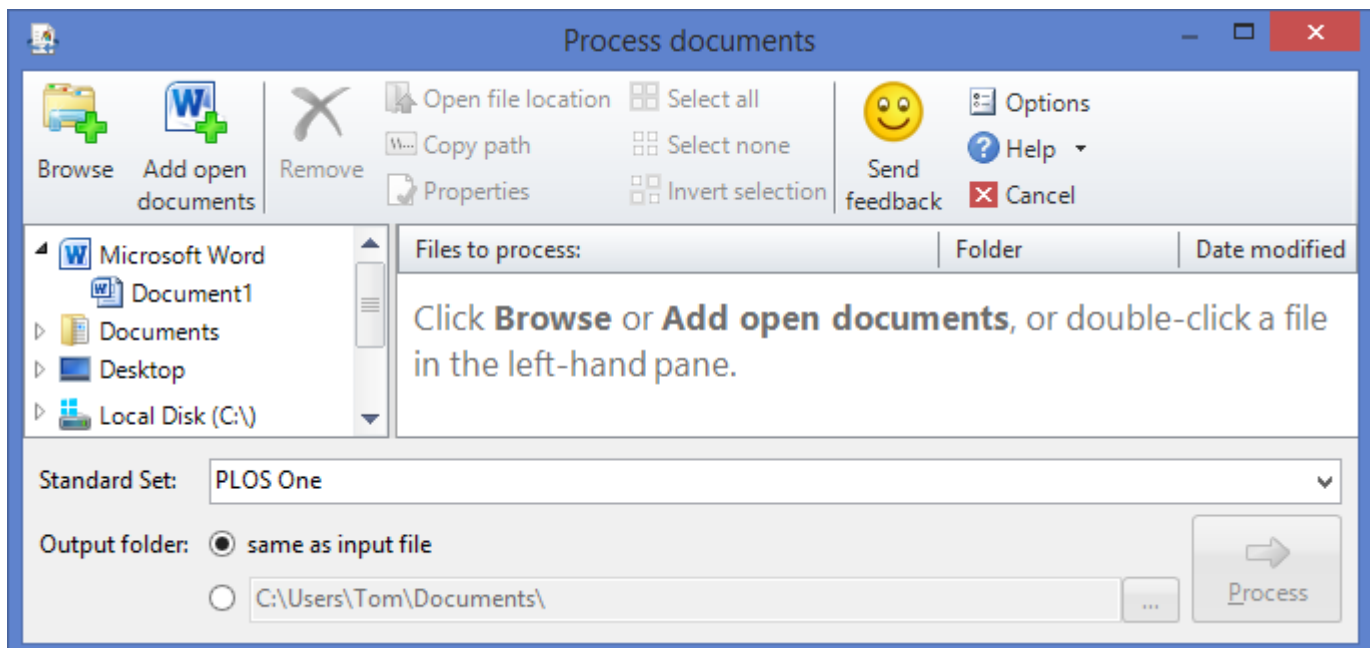 Process documents
Browse
Add open
documents
Remove
Open file location
Copy path
Properties
Select all
Select none
Invert selection
Send
feedback
Options
Help
Cancel
Microsoft Word
Document1
Documents
Desktop
Local Disk (C:\)
Files to process:
Folder
Date modified
Click Browse or Add open documents, or double-click a file
in the left-hand pane.
Standard Set:
PLOS One
Output folder:
same as input file
C:\Users\Tom\Documents\
...
Process